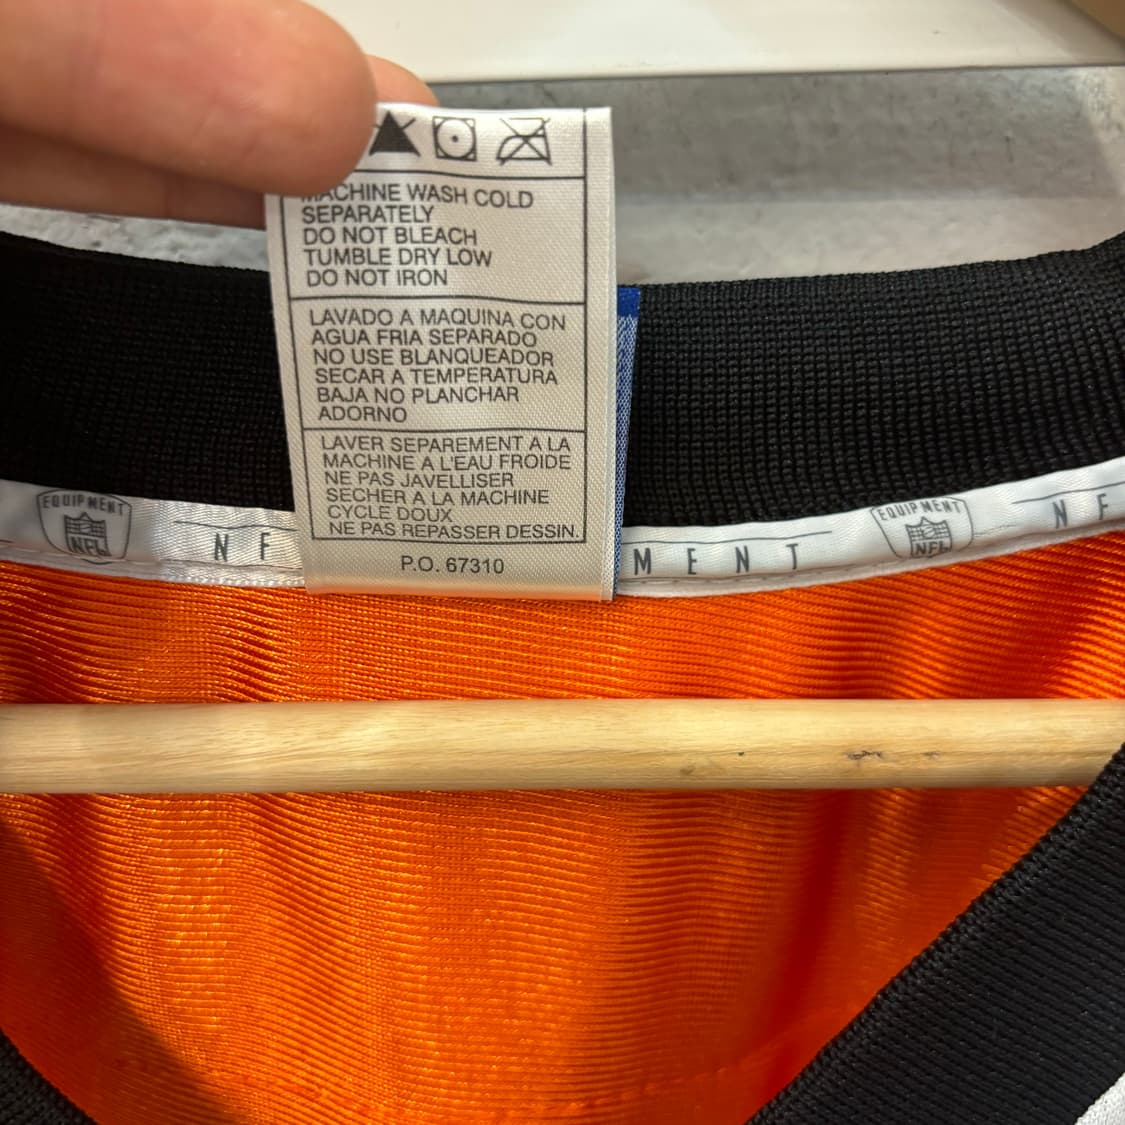 MACHINE WASH COLD
SEPARATELY
DO NOT BLEACH
TUMBLE DRY LOW
DO NOT IRON
LAVADO A MAQUINA CON
AGUA FRIA SEPARADO
NO USE BLANQUEADOR
SECAR A TEMPERATURA
BAJA NO PLANCHAR
ADORNO
LAVER SEPAREMENT A LA
MACHINE A L'EAU FROIDE
NE PAS JAVELLISER
SECHER A LA MACHINE
CYCLE DOUX
NE PAS REPASSER DESSIN.
P.O. 67310
EQUIPMENT
NFL
N F
M E N T
EQUIPMENT
NFL
N F